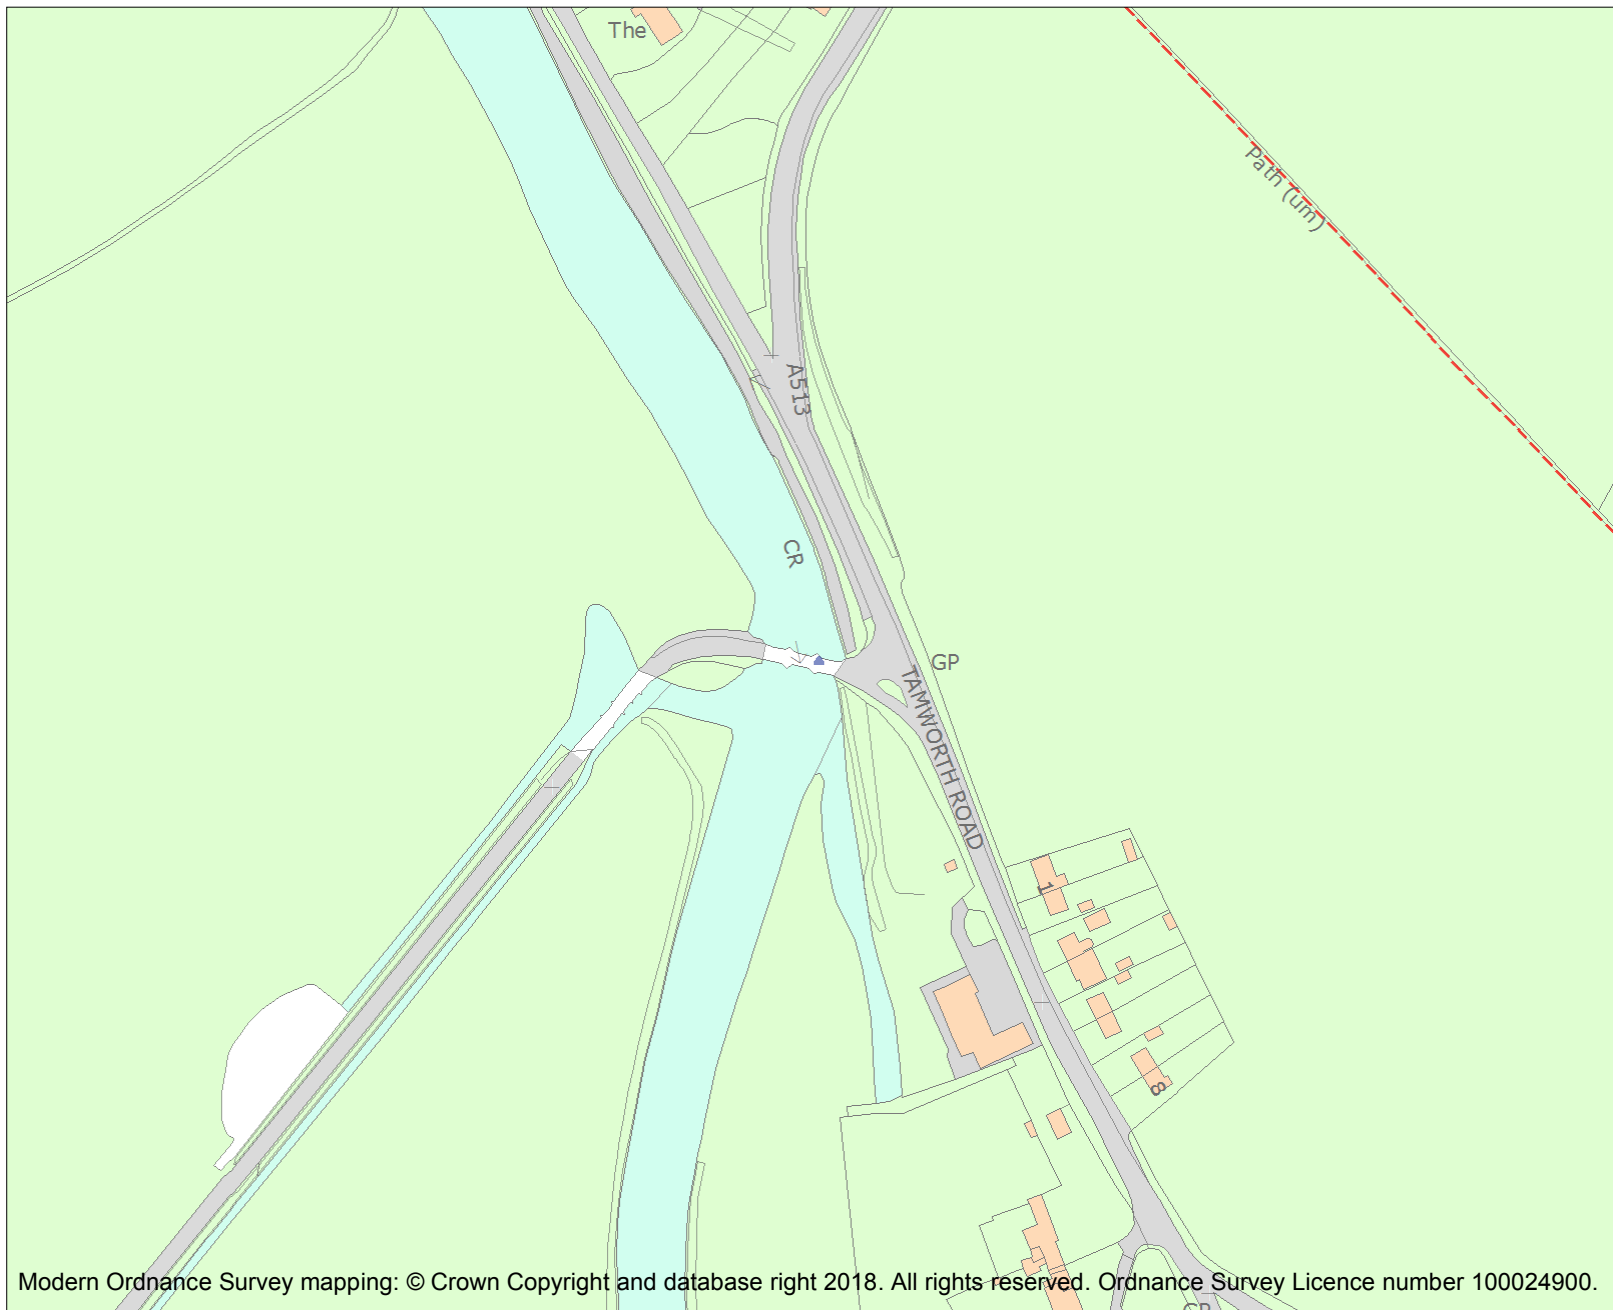 The
Path (um)
A513
CR
GP
TAMWORTH ROAD
1
8
Modern Ordnance Survey mapping: © Crown Copyright and database right 2018. All rights reserved. Ordnance Survey Licence number 100024900.